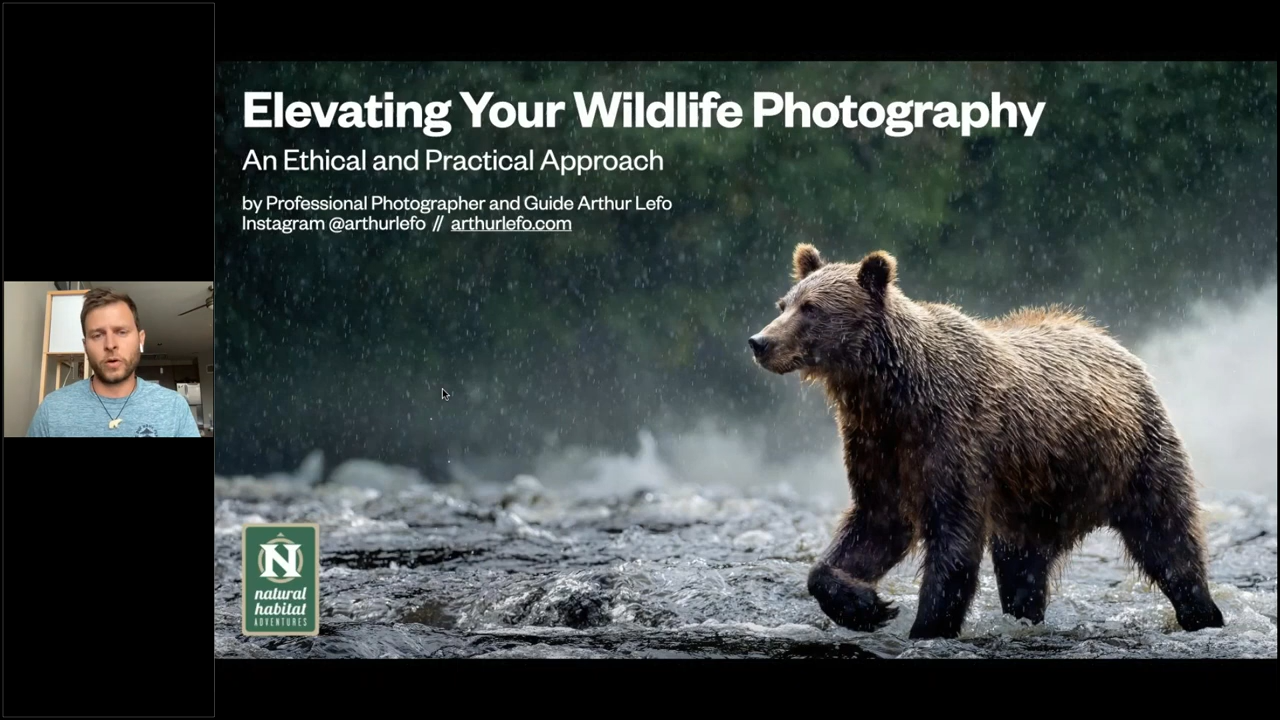 Elevating Your Wildlife Photography
An Ethical and Practical Approach
by Professional Photographer and Guide Arthur Lefo
Instagram @arthurlefo // arthurlefo.com
N
natural
habitat
ADVENTURES